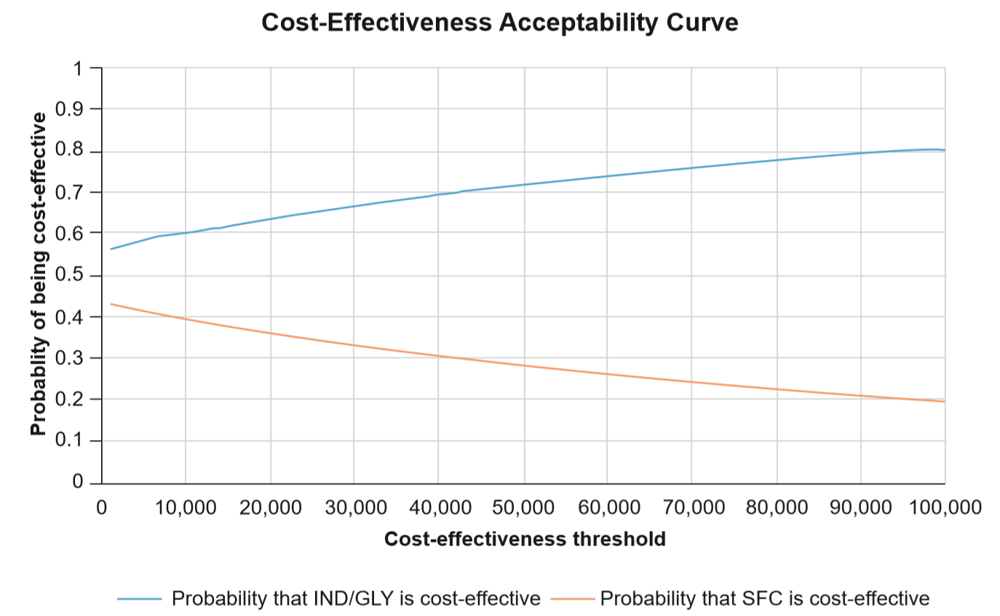 Cost-Effectiveness Acceptability Curve
Probablity of being cost-effective
1
0.9
0.8
0.7
0.6
0.5
0.4
0.3
0.2
0.1
0
0 10,000 20,000 30,000 40,000 50,000 60,000 70,000 80,000 90,000 100,000
Cost-effectiveness threshold
Probability that IND/GLY is cost-effective Probability that SFC is cost-effective